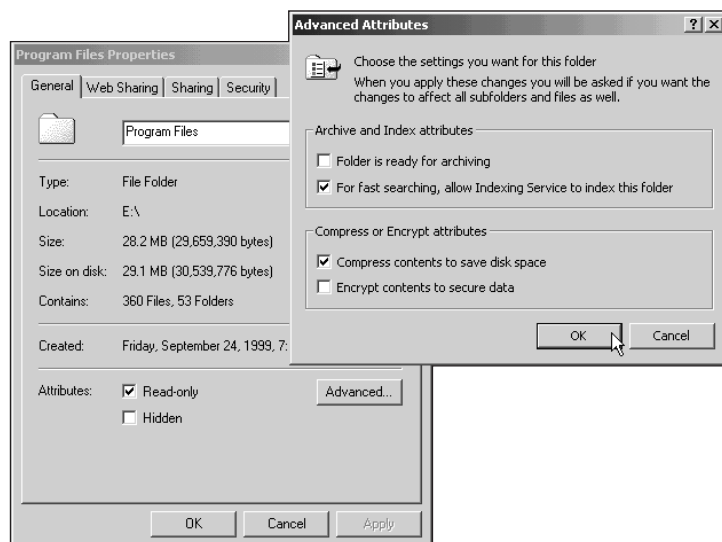 Program Files Properties
General Web Sharing Sharing Security
Program Files
Type: File Folder
Location: E:\
Size: 28.2 MB (29,659,390 bytes)
Size on disk: 29.1 MB (30,539,776 bytes)
Contains: 360 Files, 53 Folders
Created: Friday, September 24, 1999, 7:
Attributes: Read-only
Advanced...
Hidden
OK Cancel Apply
Advanced Attributes
Choose the settings you want for this folder
When you apply these changes you will be asked if you want the
changes to affect all subfolders and files as well.
Archive and Index attributes
Folder is ready for archiving
For fast searching, allow Indexing Service to index this folder
Compress or Encrypt attributes
Compress contents to save disk space
Encrypt contents to secure data
OK Cancel